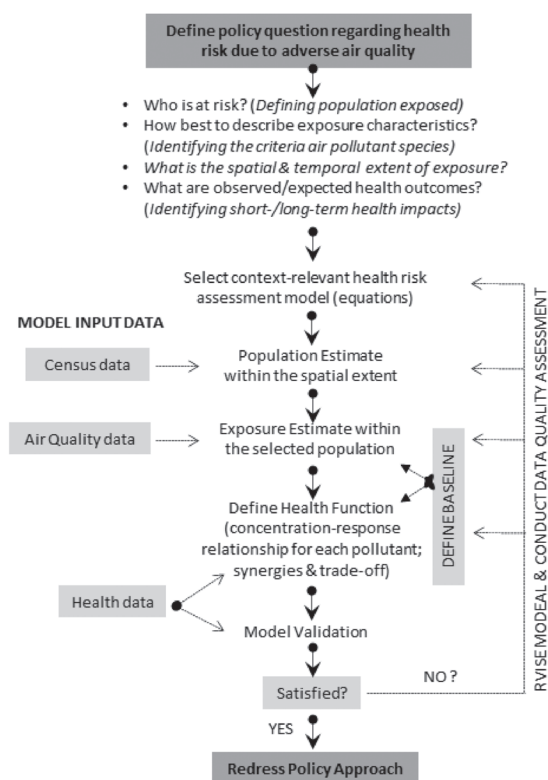 Define policy question regarding health
risk due to adverse air quality
• Who is at risk? (Defining population exposed)
• How best to describe exposure characteristics?
(Identifying the criteria air pollutant species)
• What is the spatial & temporal extent of exposure?
• What are observed/expected health outcomes?
(Identifying short-/long-term health impacts)
Select context-relevant health risk
assessment model (equations)
MODEL INPUT DATA
Census data
Population Estimate
within the spatial extent
Air Quality data
Exposure Estimate within
the selected population
Define Health Function
(concentration-response
relationship for each pollutant;
synergies & trade-off)
DEFINE BASELINE
Health data
Model Validation
Satisfied?
NO ?
RVISE MODEAL & CONDUCT DATA QUALITY ASSESSMENT
YES
Redress Policy Approach